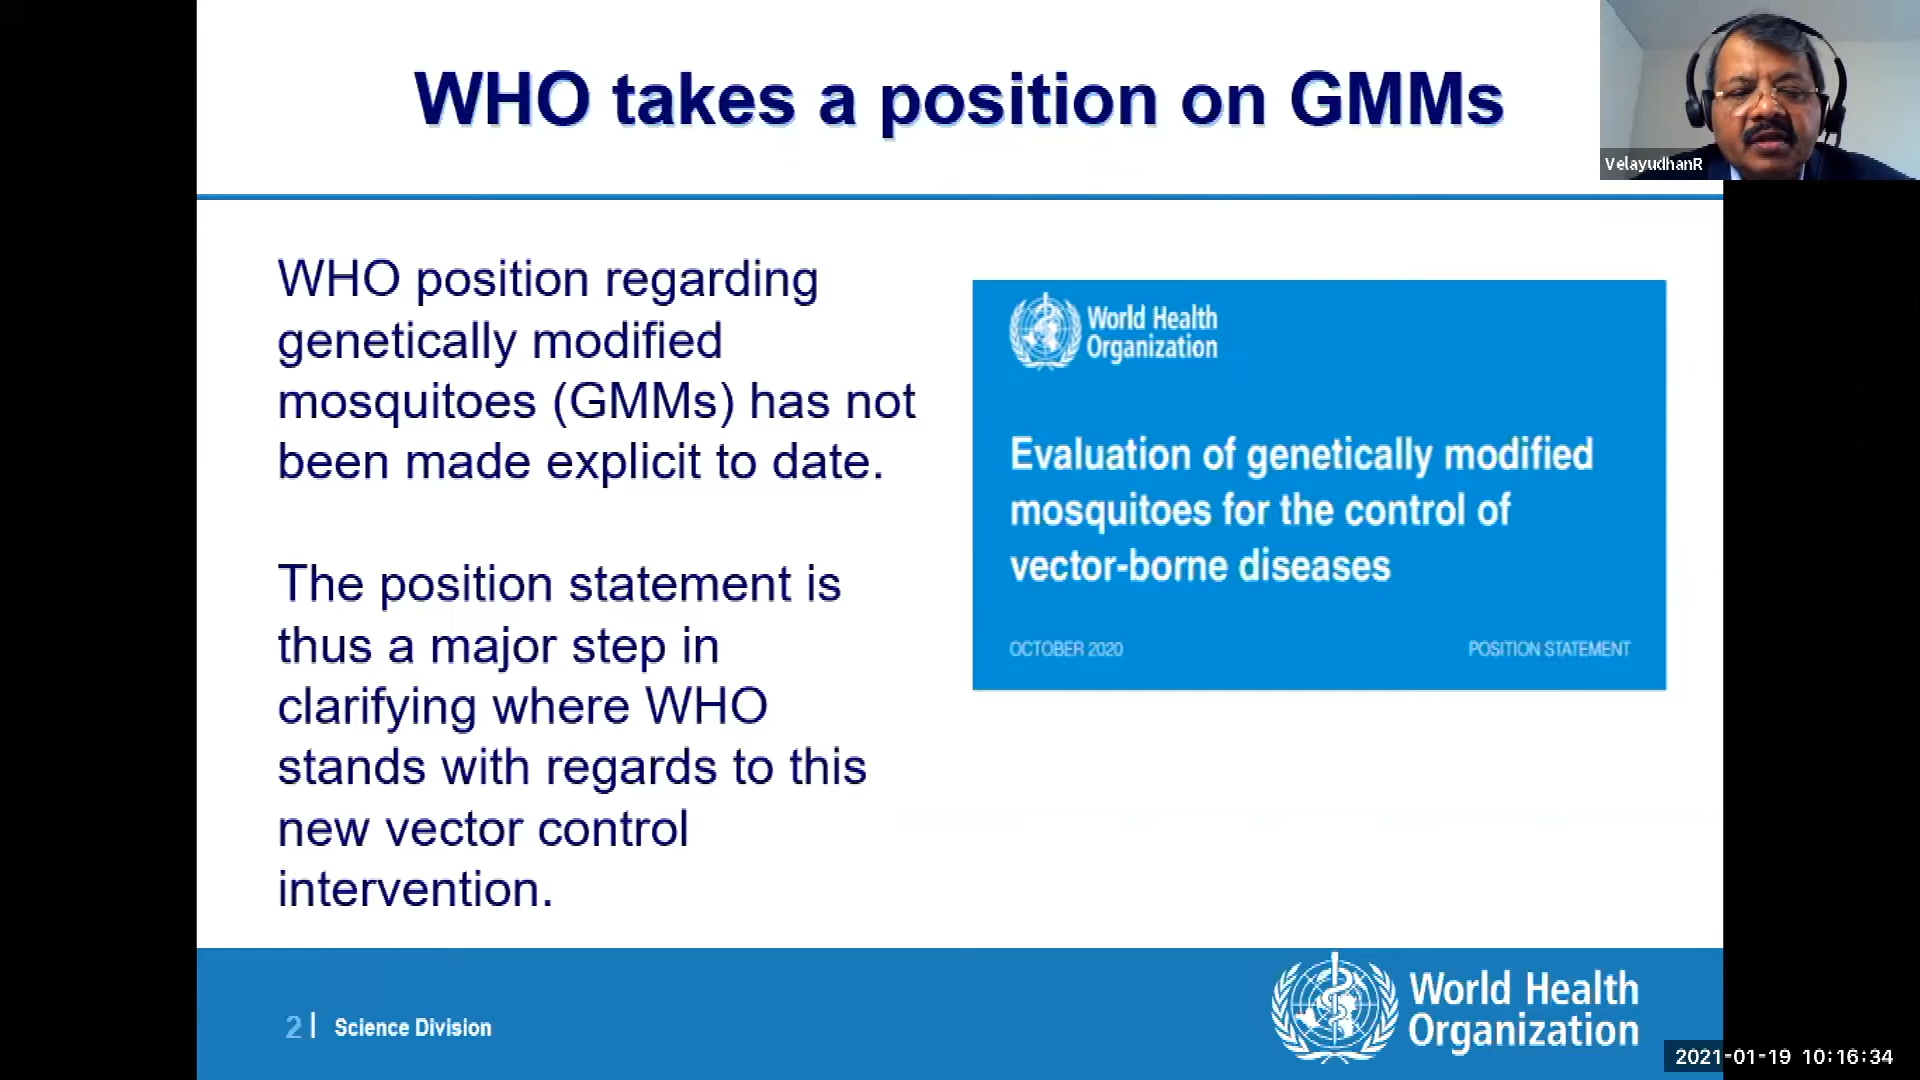 WHO takes a position on GMMs
VelayudhanR
WHO position regarding
genetically modified
mosquitoes (GMMs) has not
been made explicit to date.
The position statement is
thus a major step in
clarifying where WHO
stands with regards to this
new vector control
intervention.
World Health
Organization
Evaluation of genetically modified
mosquitoes for the control of
vector-borne diseases
OCTOBER 2020 POSITION STATEMENT
2 | Science Division
World Health
Organization
2021-01-19 10:16:34